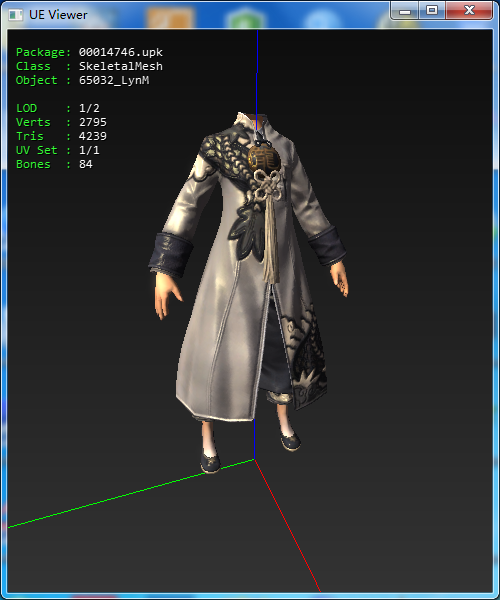 UE Viewer
Package: 00014746.upk
Class : SkeletalMesh
Object : 65032_LynM
LOD : 1/2
Verts : 2795
Tris : 4239
UV Set : 1/1
Bones : 84